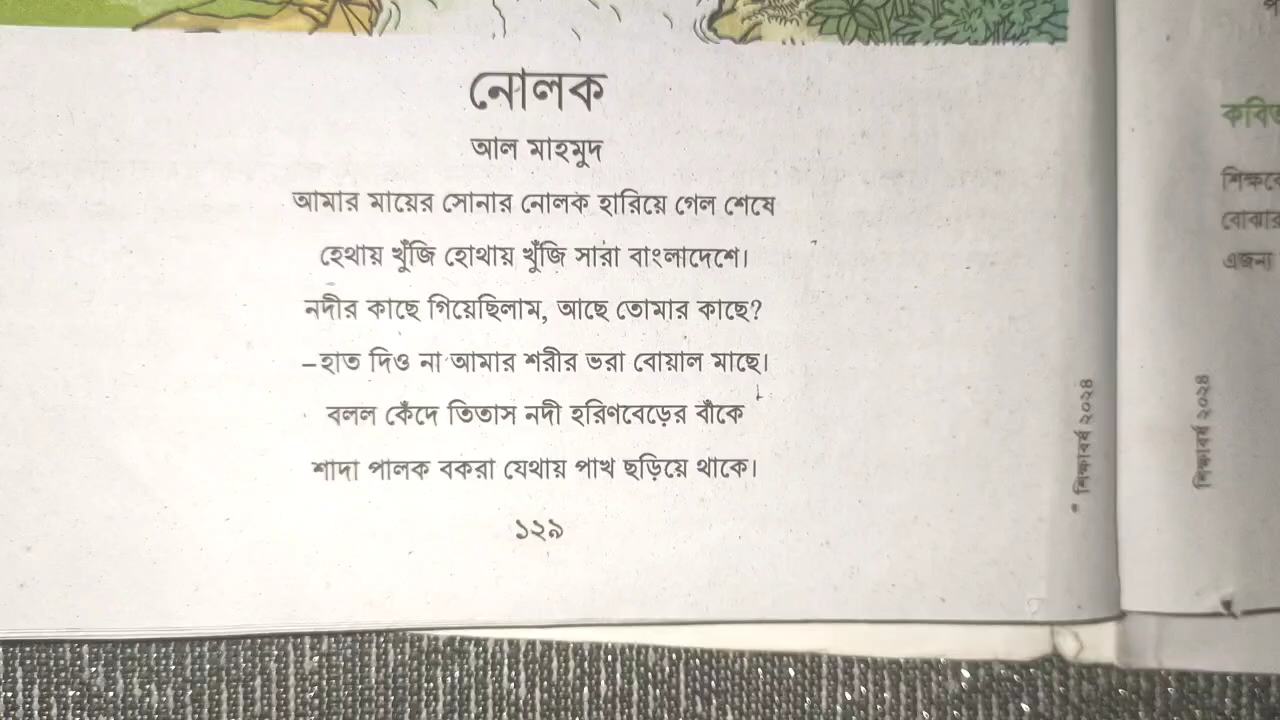 নোলক
আল মাহমুদ
আমার মায়ের সোনার নোলক হারিয়ে গেল শেষে
হেথায় খুঁজি হোথায় খুঁজি সারা বাংলাদেশে।
নদীর কাছে গিয়েছিলাম, আছে তোমার কাছে?
–হাত দিও না আমার শরীর ভরা বোয়াল মাছে।
বলল কেঁদে তিতাস নদী হরিণবেড়ের বাঁকে
শাদা পালক বকরা যেথায় পাখ ছড়িয়ে থাকে।
১২৯
শিক্ষাবর্ষ ২০২৪
শিক্ষাবর্ষ ২০২৪
এজন্য